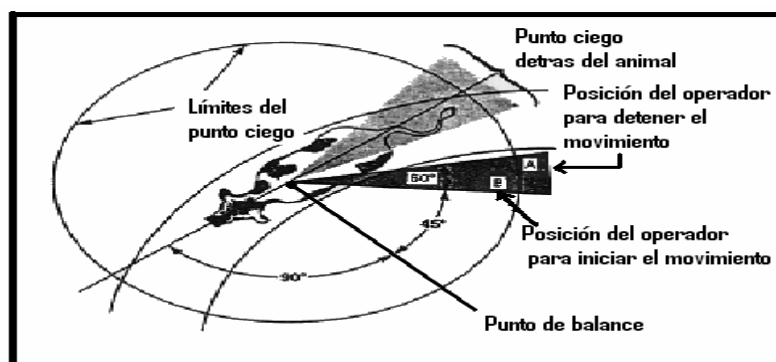 Punto ciego
detras del animal
Límites del
punto ciego
Posición del operador
para detener el
movimiento
A
60°
B
45°
Posición del operador
para iniciar el movimiento
90°
Punto de balance